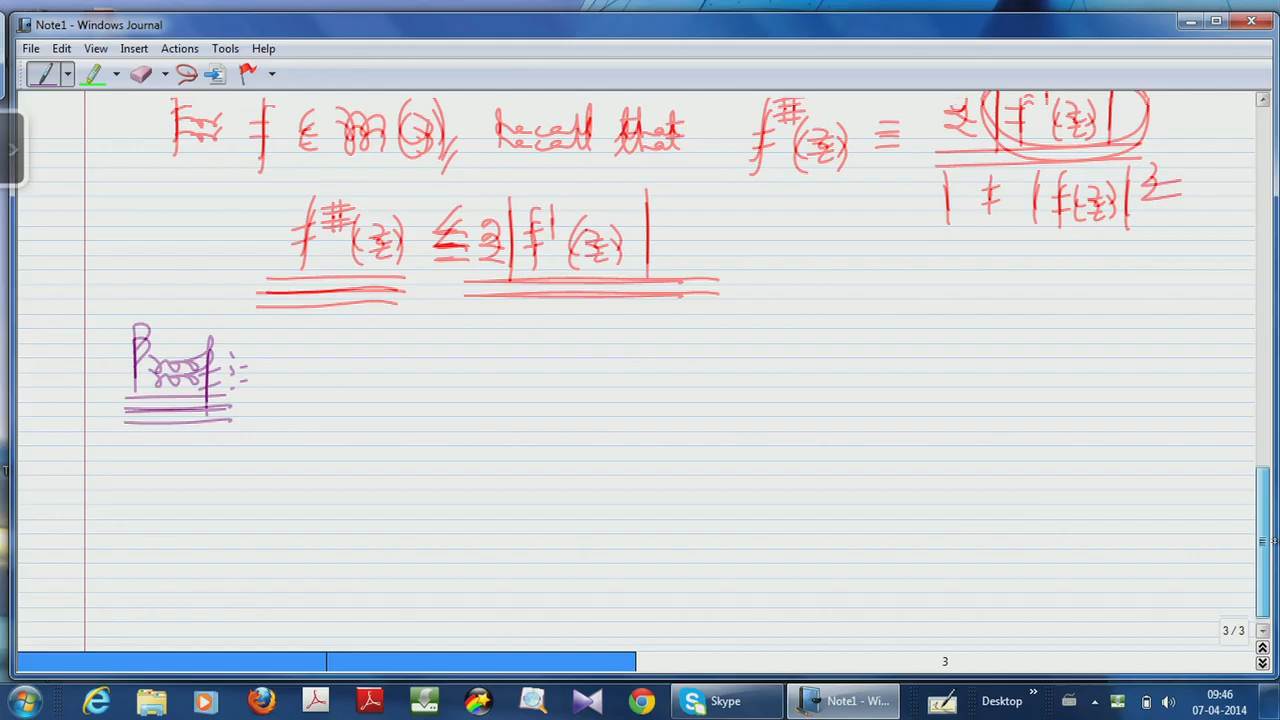 Note1 - Windows Journal
File Edit View Insert Actions Tools Help
For f ∈ m(D), recall that f^#(z) = 2|f'(z)| / 1 + |f(z)|^2
f^#(z) ≤ 2|f'(z)|
Proof :-
3 / 3
3
Skype
Note1 - Wi...
Desktop
09:46
07-04-2014